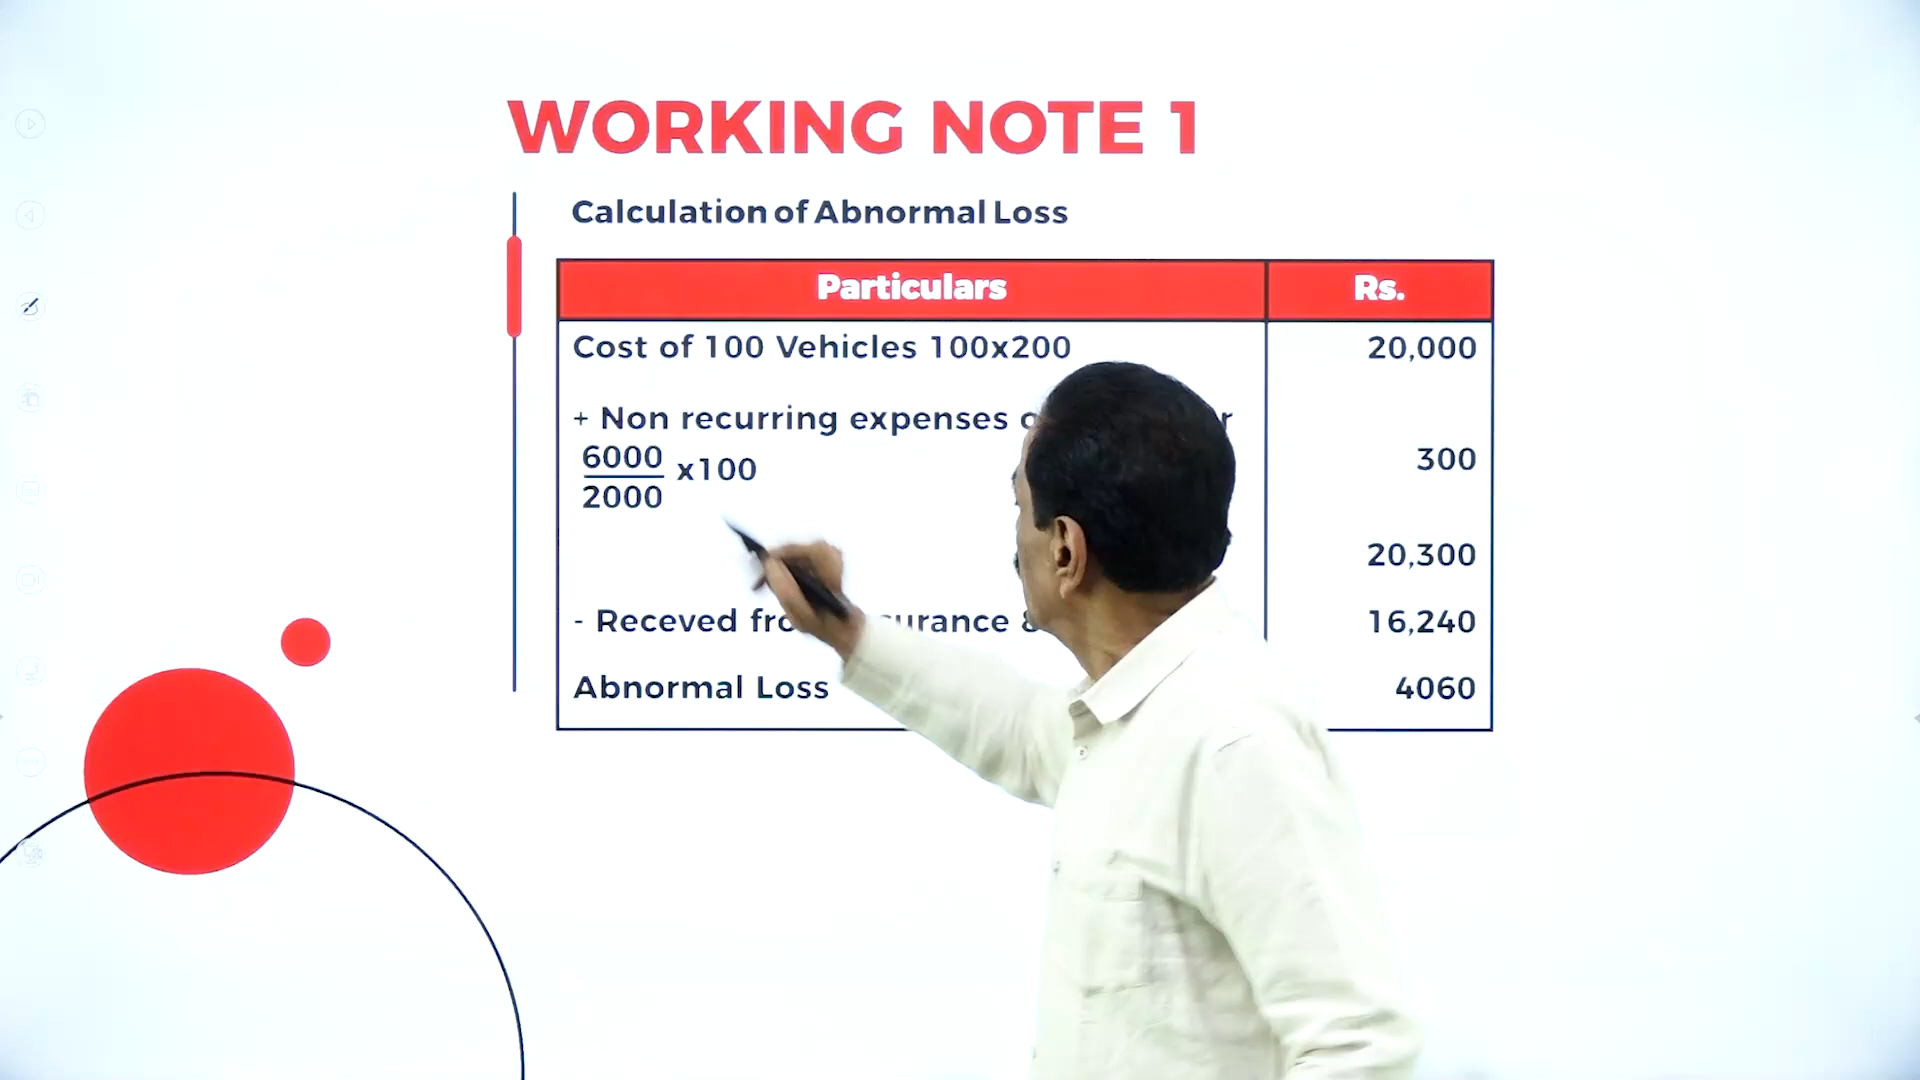 WORKING NOTE 1
Calculation of Abnormal Loss
Particulars Rs.
Cost of 100 Vehicles 100x200 20,000
+ Non recurring expenses
6000
2000
x100 300
20,300
- Receved 16,240
Abnormal Loss 4060